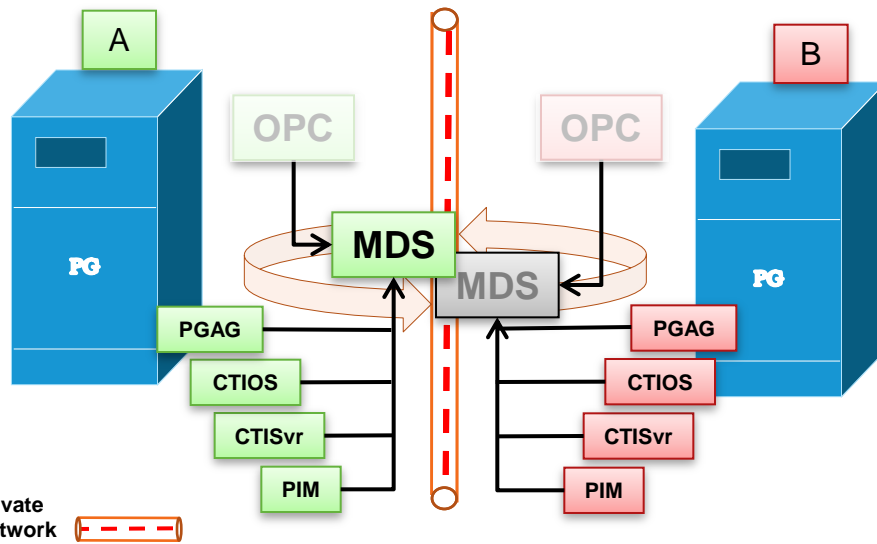 A
B
OPC
OPC
MDS
MDS
PG
PG
PGAG
PGAG
CTIOS
CTIOS
CTISvr
CTISvr
PIM
PIM
vate
twork